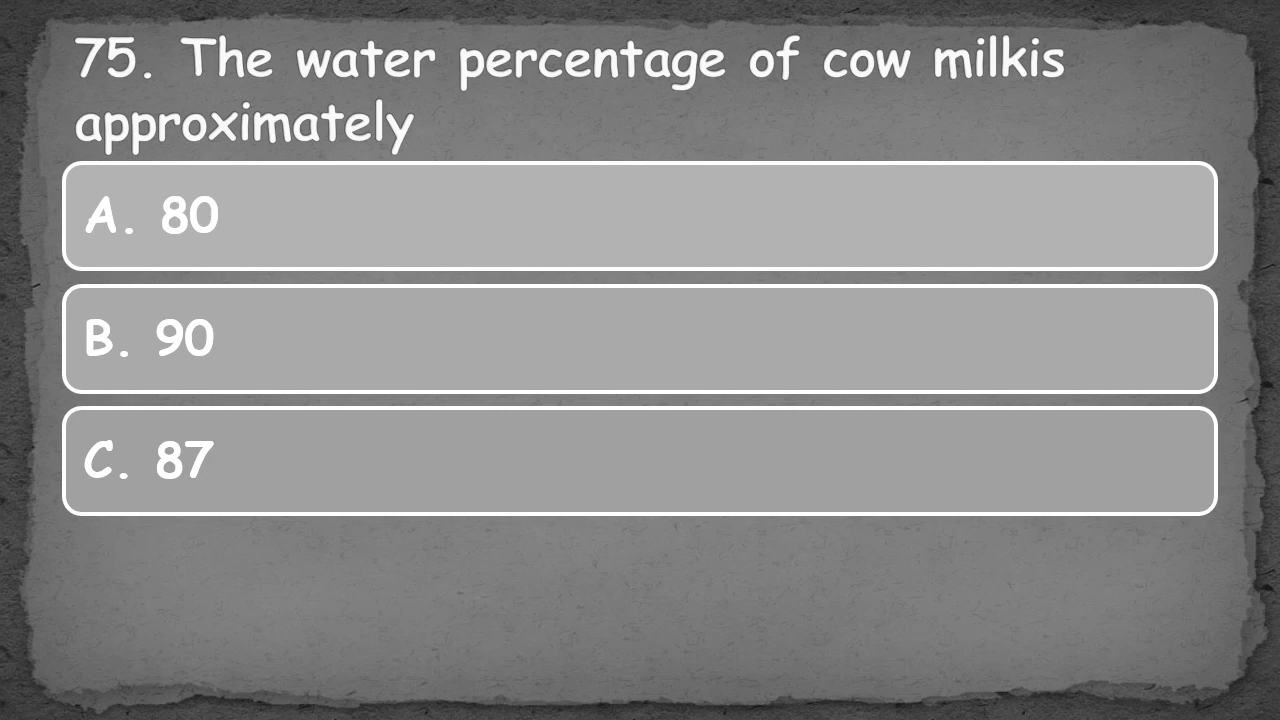 75. The water percentage of cow milkis
approximately
A. 80
B. 90
C. 87